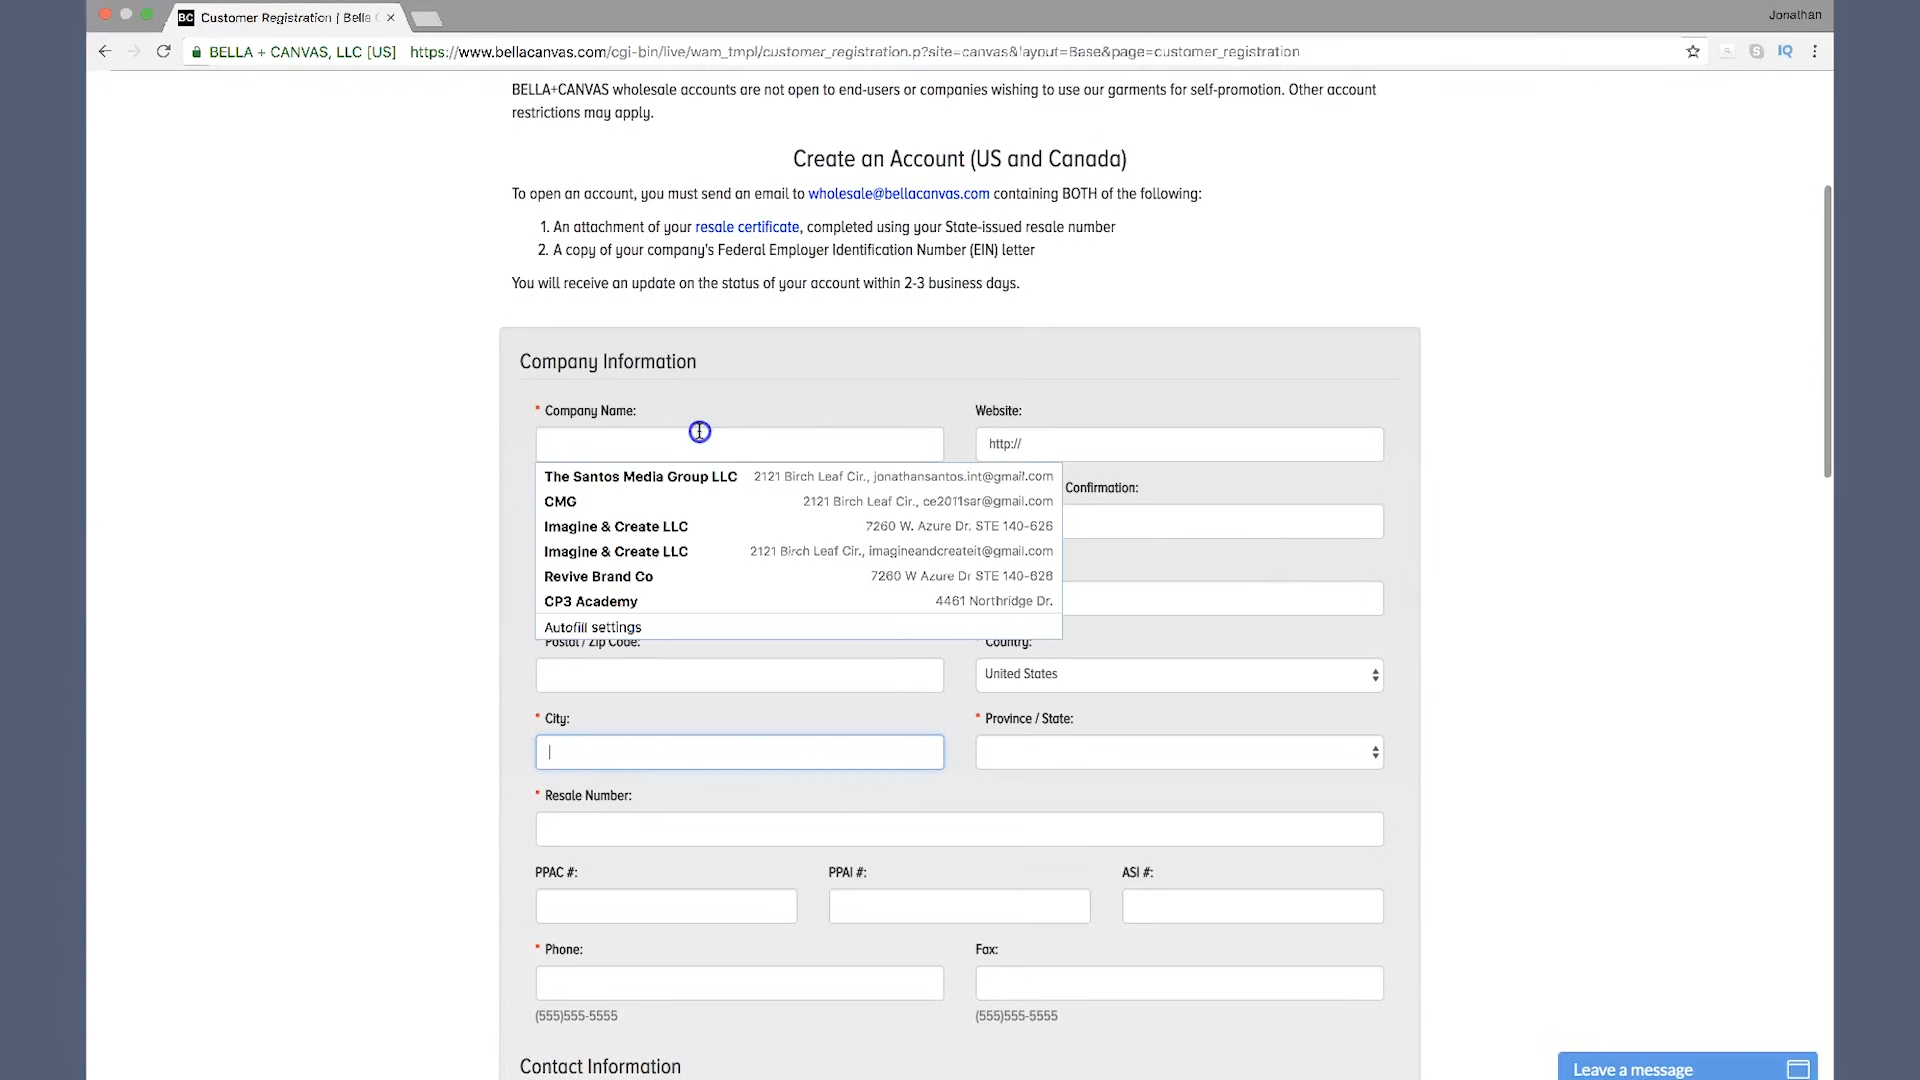 BC Customer Registration | Bella
Jonathan
BELLA + CANVAS, LLC [US] https://www.bellacanvas.com/cgi-bin/live/wam_tmpl/customer_registration.p?site=canvas&layout=Base&page=customer_registration
S IQ
BELLA+CANVAS wholesale accounts are not open to end-users or companies wishing to use our garments for self-promotion. Other account
restrictions may apply.
Create an Account (US and Canada)
To open an account, you must send an email to wholesale@bellacanvas.com containing BOTH of the following:
1. An attachment of your resale certificate, completed using your State-issued resale number
2. A copy of your company's Federal Employer Identification Number (EIN) letter
You will receive an update on the status of your account within 2-3 business days.
Company Information
* Company Name: Website:
http://
The Santos Media Group LLC 2121 Birch Leaf Cir., jonathansantos.int@gmail.com
Confirmation:
CMG 2121 Birch Leaf Cir., ce2011sar@gmail.com
Imagine & Create LLC 7260 W. Azure Dr. STE 140-626
Imagine & Create LLC 2121 Birch Leaf Cir., imagineandcreateit@gmail.com
Revive Brand Co 7260 W Azure Dr STE 140-626
CP3 Academy 4461 Northridge Dr.
Autofill settings
Postal / Zip Code: * Country:
United States
* City: * Province / State:
* Resale Number:
PPAC #: PPAI #: ASI #:
* Phone: Fax:
(555)555-5555 (555)555-5555
Contact Information
Leave a message